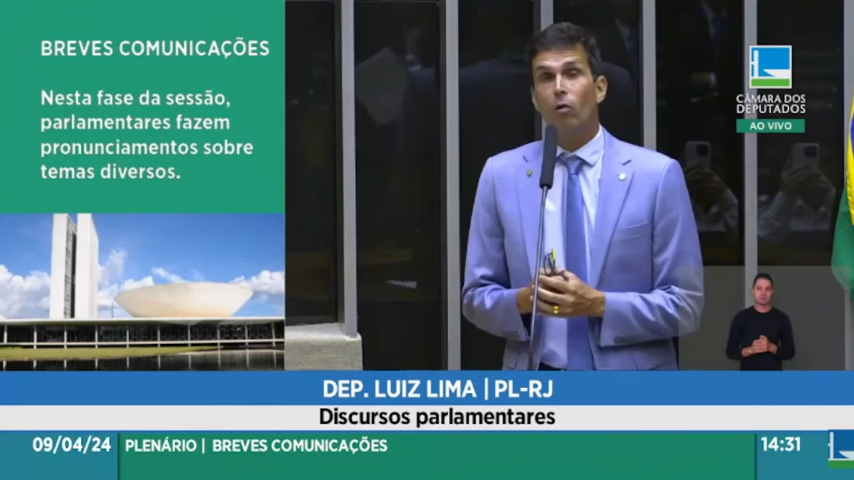 BREVES COMUNICAÇÕES
Nesta fase da sessão,
parlamentares fazem
pronunciamentos sobre
temas diversos.
CÂMARA DOS
DEPUTADOS
AO VIVO
DEP. LUIZ LIMA | PL-RJ
Discursos parlamentares
09/04/24
PLENÁRIO | BREVES COMUNICAÇÕES
14:31